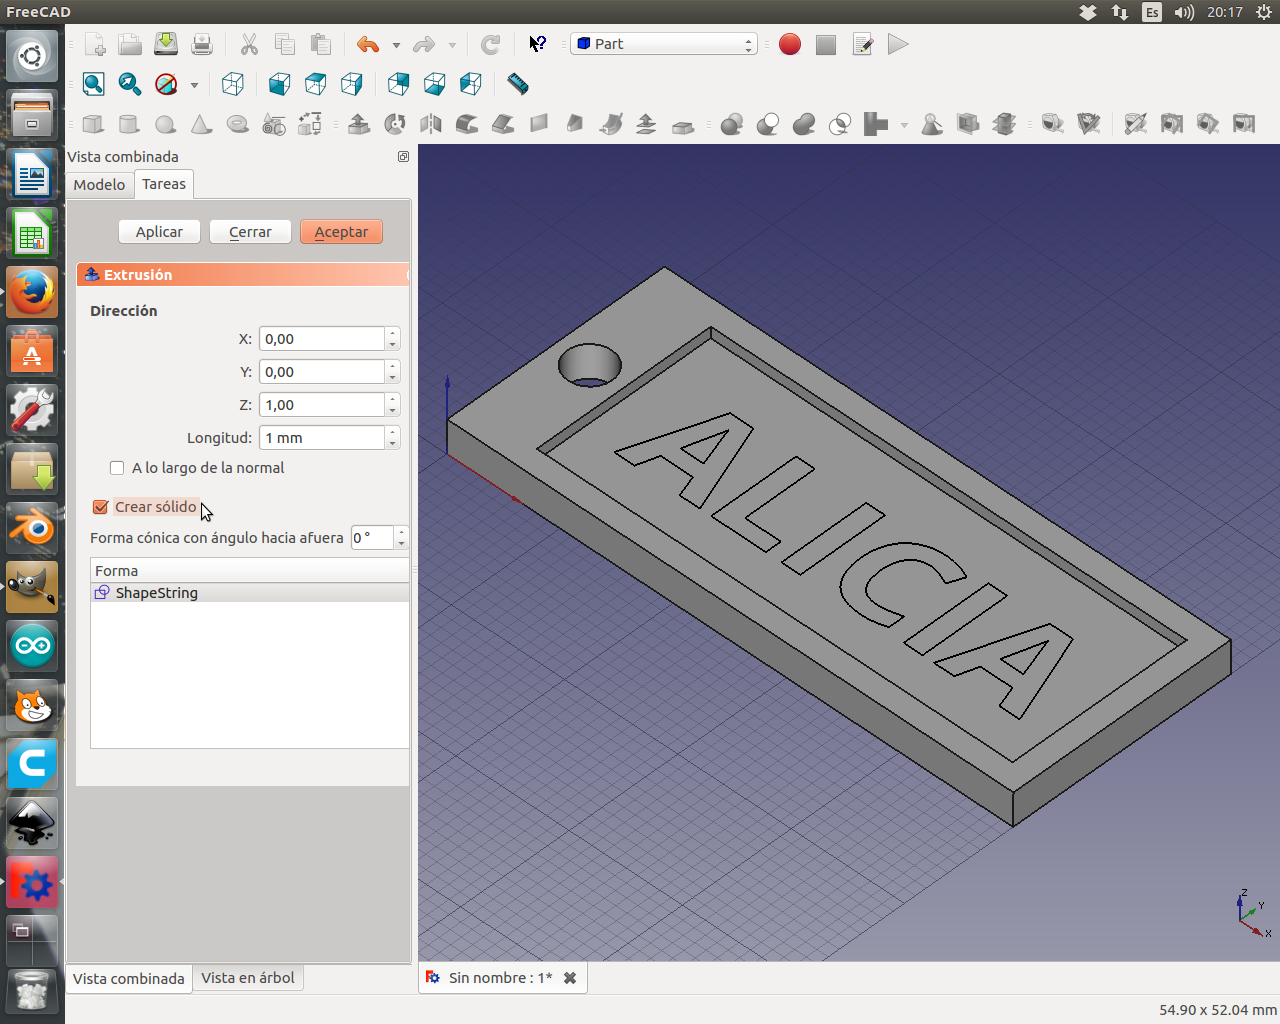 FreeCAD
Es
20:17
Part
Vista combinada
Modelo
Tareas
Aplicar
Cerrar
Aceptar
Extrusión
Dirección
X: 0,00
Y: 0,00
Z: 1,00
Longitud: 1 mm
A lo largo de la normal
Crear sólido
Forma cónica con ángulo hacia afuera 0 °
Forma
ShapeString
ALICIA
Z
Y
X
Vista combinada
Vista en árbol
Sin nombre : 1*
54.90 x 52.04 mm